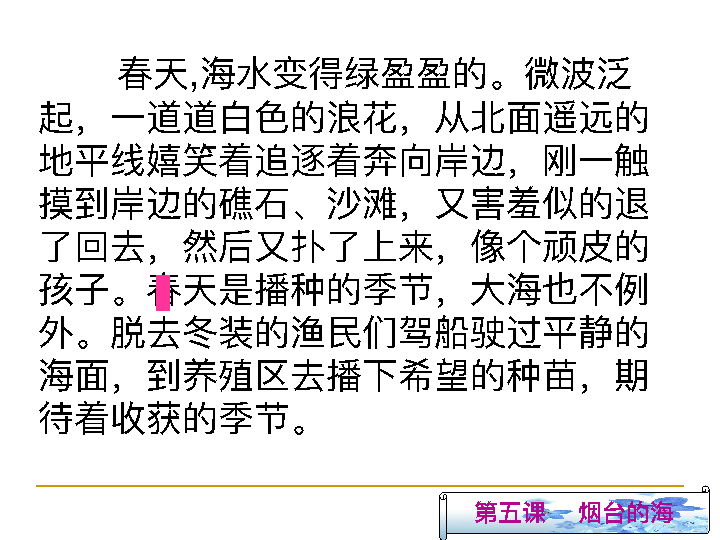 春天,海水变得绿盈盈的。微波泛
起，一道道白色的浪花，从北面遥远的
地平线嬉笑着追逐着奔向岸边，刚一触
摸到岸边的礁石、沙滩，又害羞似的退
了回去，然后又扑了上来，像个顽皮的
孩子。春天是播种的季节，大海也不例
外。脱去冬装的渔民们驾船驶过平静的
海面，到养殖区去播下希望的种苗，期
待着收获的季节。
第五课 烟台的海